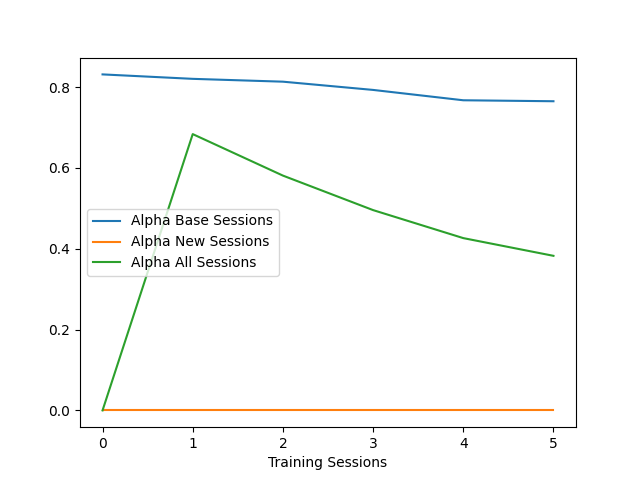 0.8
0.6
0.4
0.2
0.0
Alpha Base Sessions
Alpha New Sessions
Alpha All Sessions
0 1 2 3 4 5
Training Sessions